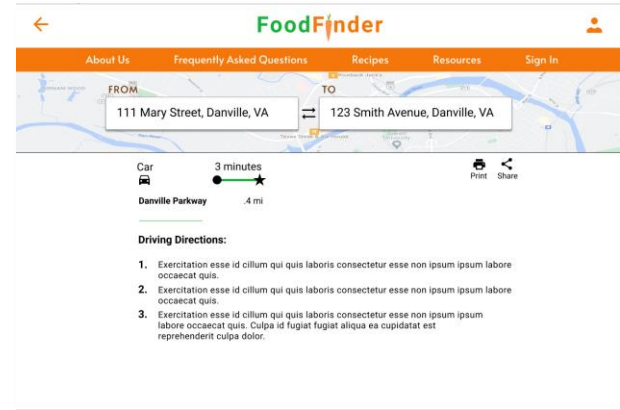 FoodFinder
About Us Frequently Asked Questions Recipes Resources Sign In
FROM TO
111 Mary Street, Danville, VA 123 Smith Avenue, Danville, VA
Car 3 minutes
Print Share
Danville Parkway .4 mi
Driving Directions:
1. Exercitation esse id cillum qui quis laboris consectetur esse non ipsum ipsum labore
occaecat quis.
2. Exercitation esse id cillum qui quis laboris consectetur esse non ipsum ipsum labore
occaecat quis.
3. Exercitation esse id cillum qui quis laboris consectetur esse non ipsum ipsum
labore occaecat quis. Culpa id fugiat fugiat aliqua ea cupidatat est
reprehenderit culpa dolor.